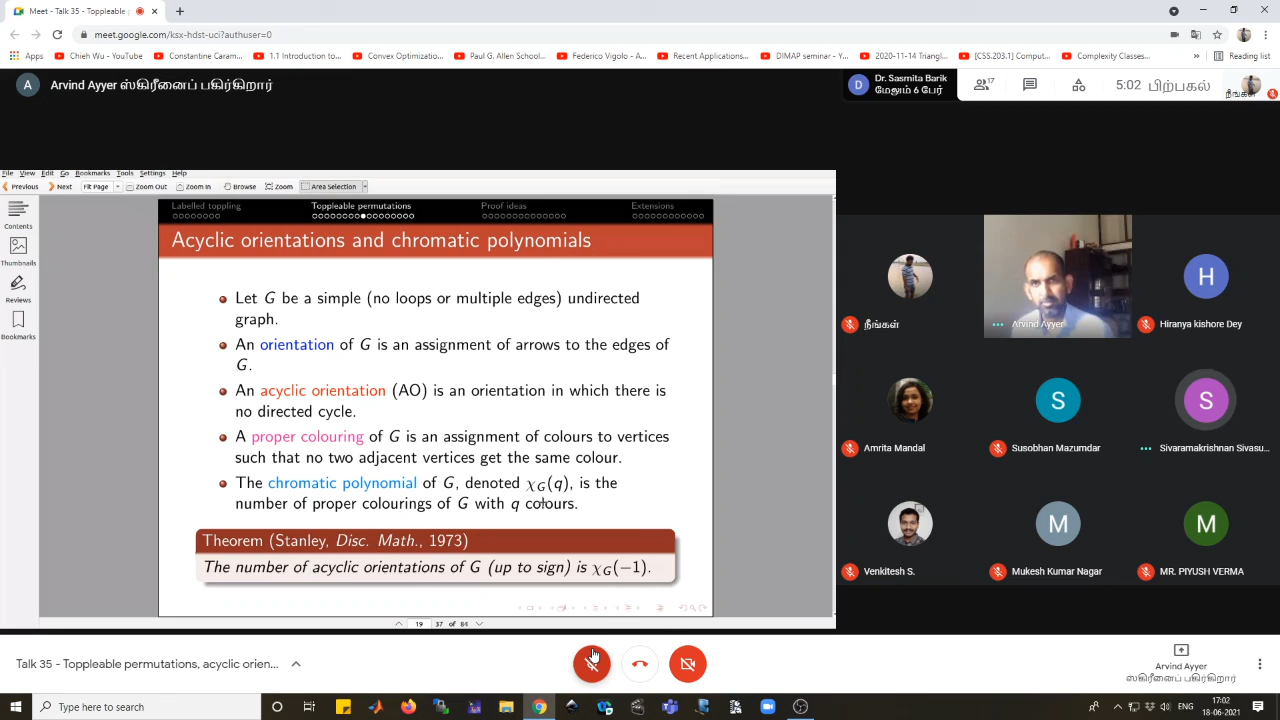 Meet - Talk 35 - Toppleable
meet.google.com/ksx-hdst-uci?authuser=0
Apps
Chieh Wu - YouTube
Constantine Caram...
1.1 Introduction to...
Convex Optimizatio...
Paul G. Allen School...
Federico Vigolo - A...
Recent Applications...
DIMAP seminar - Y...
2020-11-14 Triangl...
[CSS.203.1] Comput...
Complexity Classes...
Reading list
A
Arvind Ayyer ஸ்கிரீனைப் பகிர்கிறார்
D
Dr. Sasmita Barik
மேலும் 6 பேர்
17
5:02 பிற்பகல்
நீங்கள்
File View Edit Go Bookmarks Tools Settings Help
Previous Next Fit Page Zoom Out Zoom In Browse Zoom Area Selection
Contents
Thumbnails
Reviews
Bookmarks
Labelled toppling
Toppleable permutations
Proof ideas
Extensions
Acyclic orientations and chromatic polynomials
Let G be a simple (no loops or multiple edges) undirected
graph.
An orientation of G is an assignment of arrows to the edges of
G.
An acyclic orientation (AO) is an orientation in which there is
no directed cycle.
A proper colouring of G is an assignment of colours to vertices
such that no two adjacent vertices get the same colour.
The chromatic polynomial of G, denoted χG(q), is the
number of proper colourings of G with q colours.
Theorem (Stanley, Disc. Math., 1973)
The number of acyclic orientations of G (up to sign) is χG(−1).
19 37 of 84
நீங்கள்
Arvind Ayyer
H
Hiranya kishore Dey
Amrita Mandal
S
Susobhan Mazumdar
S
Sivaramakrishnan Sivasu...
Venkitesh S.
M
Mukesh Kumar Nagar
M
MR. PIYUSH VERMA
Talk 35 - Toppleable permutations, acyclic orien...
Arvind Ayyer
ஸ்கிரீனைப் பகிர்கிறார்
Type here to search
17:02
18-06-2021